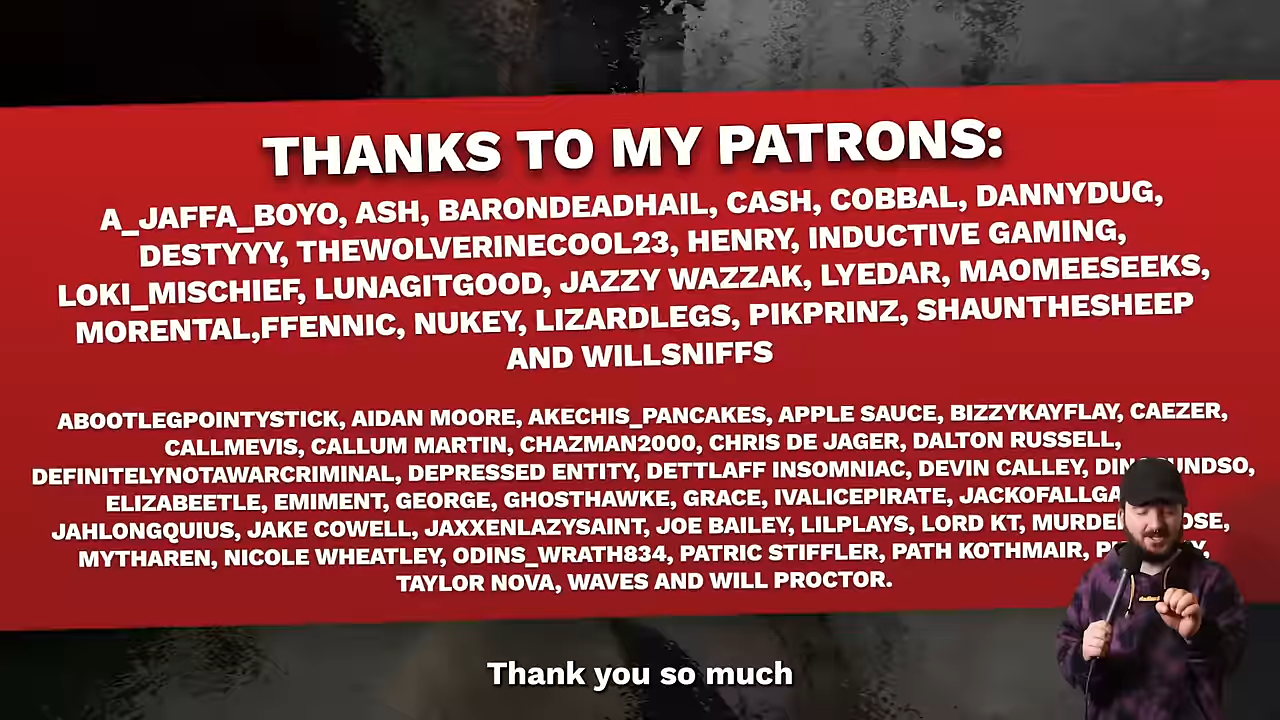 THANKS TO MY PATRONS:
A_JAFFA_BOYO, ASH, BARONDEADHAIL, CASH, COBBAL, DANNYDUG,
DESTYYY, THEWOLVERINECOOL23, HENRY, INDUCTIVE GAMING,
LOKI_MISCHIEF, LUNAGITGOOD, JAZZY WAZZAK, LYEDAR, MAOMEESEEKS,
MORENTAL,FFENNIC, NUKEY, LIZARDLEGS, PIKPRINZ, SHAUNTHESHEEP
AND WILLSNIFFS
ABOOTLEGPOINTYSTICK, AIDAN MOORE, AKECHIS_PANCAKES, APPLE SAUCE, BIZZYKAYFLAY, CAEZER,
CALLMEVIS, CALLUM MARTIN, CHAZMAN2000, CHRIS DE JAGER, DALTON RUSSELL,
DEFINITELYNOTAWARCRIMINAL, DEPRESSED ENTITY, DETTLAFF INSOMNIAC, DEVIN CALLEY,
ELIZABEETLE, EMIMENT, GEORGE, GHOSTHAWKE, GRACE, IVALICEPIRATE,
JAHLONGQUIUS, JAKE COWELL, JAXXENLAZYSAINT, JOE BAILEY, LILPLAYS, LORD KT,
MYTHAREN, NICOLE WHEATLEY, ODINS_WRATH834, PATRIC STIFFLER, PATH KOTHMAIR,
TAYLOR NOVA, WAVES AND WILL PROCTOR.
Thank you so much